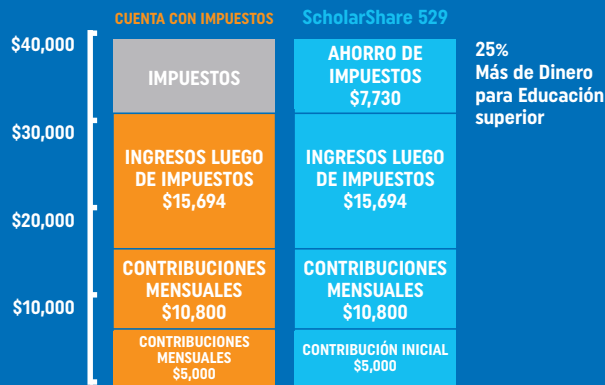 CUENTA CON IMPUESTOS
ScholarShare 529
$40,000
$30,000
$20,000
$10,000
IMPUESTOS
INGRESOS LUEGO
DE IMPUESTOS
$15,694
CONTRIBUCIONES
MENSUALES
$10,800
CONTRIBUCIONES
MENSUALES
$5,000
AHORRO DE
IMPUESTOS
$7,730
INGRESOS LUEGO
DE IMPUESTOS
$15,694
CONTRIBUCIONES
MENSUALES
$10,800
CONTRIBUCIÓN INICIAL
$5,000
25%
Más de Dinero
para Educación
superior